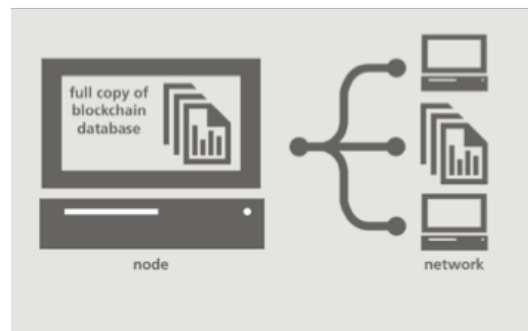 full copy of
blockchain
database
node
network